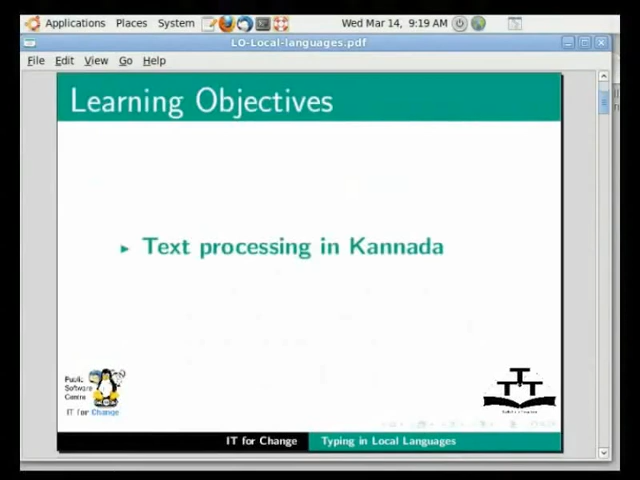 Applications Places System Wed Mar 14, 9:19 AM
LO-Local-languages.pdf
File Edit View Go Help
Learning Objectives
Text processing in Kannada
Public
Software
Centre
IT for Change
TTT
IT for Change Typing in Local Languages